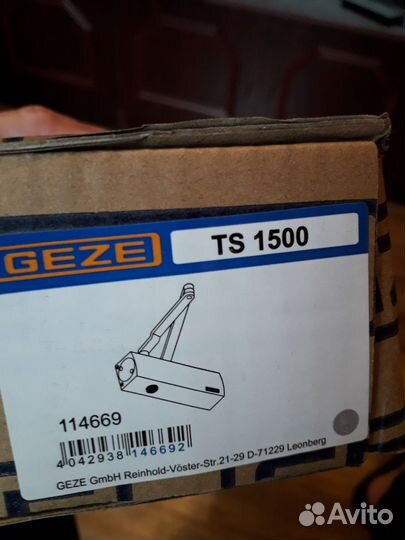 GEZE
TS 1500
114669
4 042938 146692
GEZE GmbH Reinhold-Vöster-Str.21-29 D-71229 Leonberg
Avito